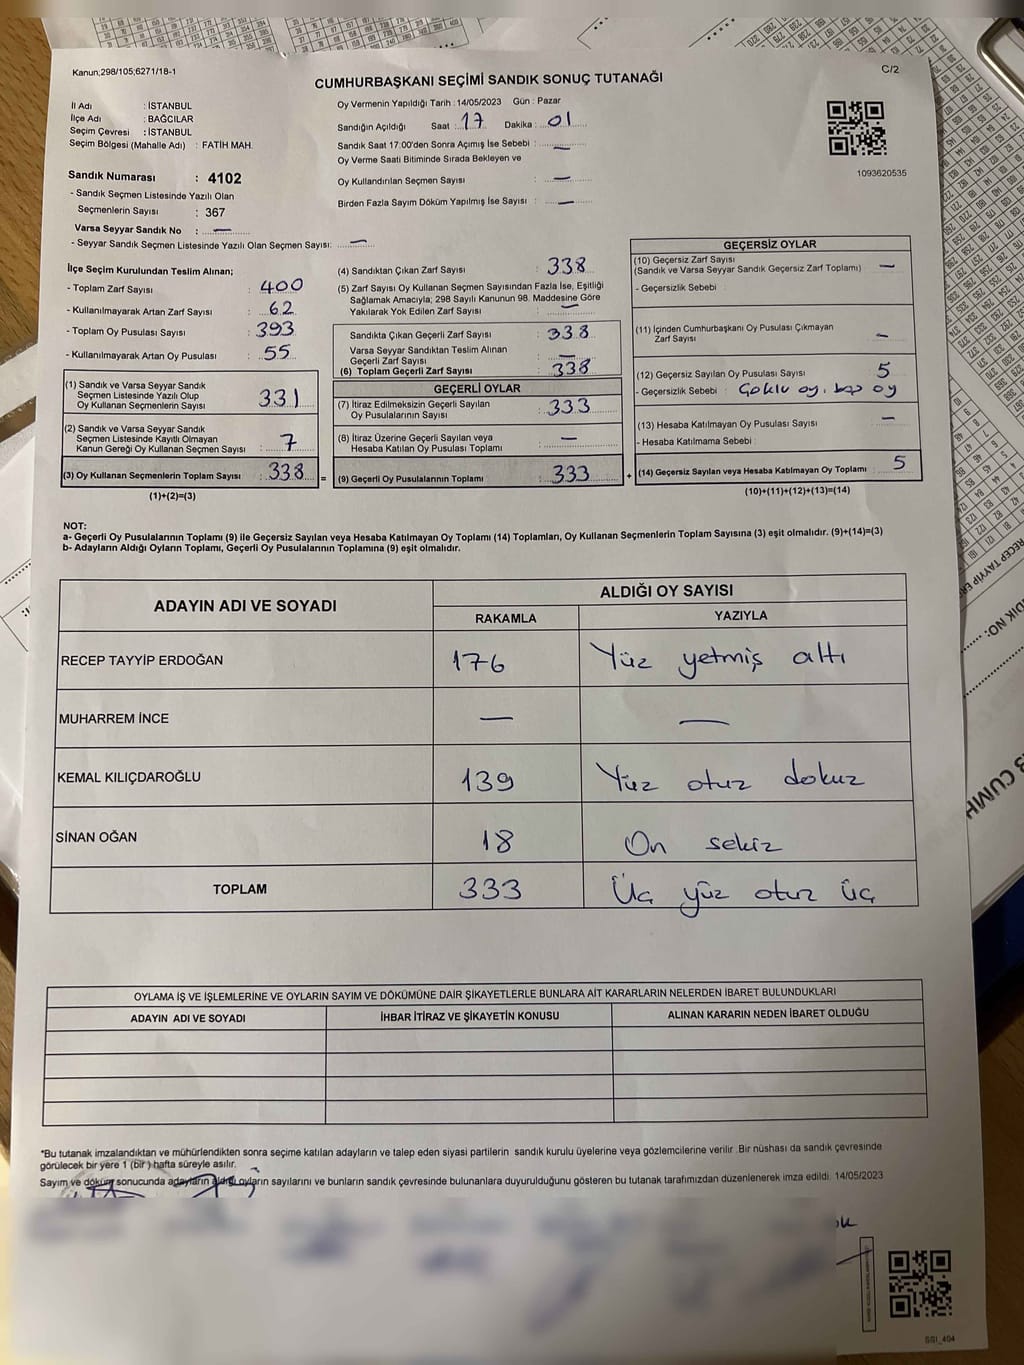 Kanun;298/105;6271/18-1
C/2
CUMHURBAŞKANI SEÇİMİ SANDIK SONUÇ TUTANAĞI
İl Adı : İSTANBUL
İlçe Adı : BAĞCILAR
Seçim Çevresi : İSTANBUL
Seçim Bölgesi (Mahalle Adı) : FATİH MAH.
Oy Vermenin Yapıldığı Tarih :14/05/2023 Gün : Pazar
Sandığın Açıldığı Saat : 17 Dakika : 01
Sandık Saat 17.00'den Sonra Açımış İse Sebebi : —
Oy Verme Saati Bitiminde Sırada Bekleyen ve
Oy Kullandırılan Seçmen Sayısı : —
Birden Fazla Sayım Döküm Yapılmış İse Sayısı : —
1093620535
Sandık Numarası : 4102
- Sandık Seçmen Listesinde Yazılı Olan
Seçmenlerin Sayısı : 367
Varsa Seyyar Sandık No : —
- Seyyar Sandık Seçmen Listesinde Yazılı Olan Seçmen Sayısı: —
İlçe Seçim Kurulundan Teslim Alınan;
- Toplam Zarf Sayısı : 400
- Kullanılmayarak Artan Zarf Sayısı : 62
- Toplam Oy Pusulası Sayısı : 393
- Kullanılmayarak Artan Oy Pusulası : 55
(1) Sandık ve Varsa Seyyar Sandık
Seçmen Listesinde Yazılı Olup
Oy Kullanan Seçmenlerin Sayısı : 331
(2) Sandık ve Varsa Seyyar Sandık
Seçmen Listesinde Kayıtlı Olmayan
Kanun Gereği Oy Kullanan Seçmen Sayısı : 7
(3) Oy Kullanan Seçmenlerin Toplam Sayısı : 338 =
(1)+(2)=(3)
(4) Sandıktan Çıkan Zarf Sayısı : 338
(5) Zarf Sayısı Oy Kullanan Seçmen Sayısından Fazla İse, Eşitliği
Sağlamak Amacıyla; 298 Sayılı Kanunun 98. Maddesine Göre
Yakılarak Yok Edilen Zarf Sayısı : —
Sandıkta Çıkan Geçerli Zarf Sayısı : 338
Varsa Seyyar Sandıktan Teslim Alınan
Geçerli Zarf Sayısı : —
(6) Toplam Geçerli Zarf Sayısı : 338
GEÇERLİ OYLAR
(7) İtiraz Edilmeksizin Geçerli Sayılan
Oy Pusulalarının Sayısı : 333
(8) İtiraz Üzerine Geçerli Sayılan veya
Hesaba Katılan Oy Pusulası Toplamı : —
(9) Geçerli Oy Pusulalarının Toplamı : 333 +
GEÇERSİZ OYLAR
(10) Geçersiz Zarf Sayısı
(Sandık ve Varsa Seyyar Sandık Geçersiz Zarf Toplamı) : —
- Geçersizlik Sebebi :
(11) İçinden Cumhurbaşkanı Oy Pusulası Çıkmayan
Zarf Sayısı : —
(12) Geçersiz Sayılan Oy Pusulası Sayısı : 5
- Geçersizlik Sebebi : Çoklu oy, boş oy
(13) Hesaba Katılmayan Oy Pusulası Sayısı : —
- Hesaba Katılmama Sebebi :
(14) Geçersiz Sayılan veya Hesaba Katılmayan Oy Toplamı : 5
(10)+(11)+(12)+(13)=(14)
NOT:
a- Geçerli Oy Pusulalarının Toplamı (9) ile Geçersiz Sayılan veya Hesaba Katılmayan Oy Toplamı (14) Toplamları, Oy Kullanan Seçmenlerin Toplam Sayısına (3) eşit olmalıdır. (9)+(14)=(3)
b- Adayların Aldığı Oyların Toplamı, Geçerli Oy Pusulalarının Toplamına (9) eşit olmalıdır.
ADAYIN ADI VE SOYADI
ALDIĞI OY SAYISI
RAKAMLA YAZIYLA
RECEP TAYYİP ERDOĞAN 176 Yüz yetmiş altı
MUHARREM İNCE — —
KEMAL KILIÇDAROĞLU 139 Yüz otuz dokuz
SİNAN OĞAN 18 On sekiz
TOPLAM 333 Üç yüz otuz üç
OYLAMA İŞ VE İŞLEMLERİNE VE OYLARIN SAYIM VE DÖKÜMÜNE DAİR ŞİKAYETLERLE BUNLARA AİT KARARLARIN NELERDEN İBARET BULUNDUKLARI
ADAYIN ADI VE SOYADI İHBAR İTİRAZ VE ŞİKAYETİN KONUSU ALINAN KARARIN NEDEN İBARET OLDUĞU
*Bu tutanak imzalandıktan ve mühürlendikten sonra seçime katılan adayların ve talep eden siyasi partilerin sandık kurulu üyelerine veya gözlemcilerine verilir .Bir nüshası da sandık çevresinde
görülecek bir yere 1 (bir ) hafta süreyle asılır.
Sayım ve döküm sonucunda adayların aldığı oyların sayılarını ve bunların sandık çevresinde bulunanlara duyurulduğunu gösteren bu tutanak tarafımızdan düzenlenerek imza edildi. 14/05/2023
SSI_404